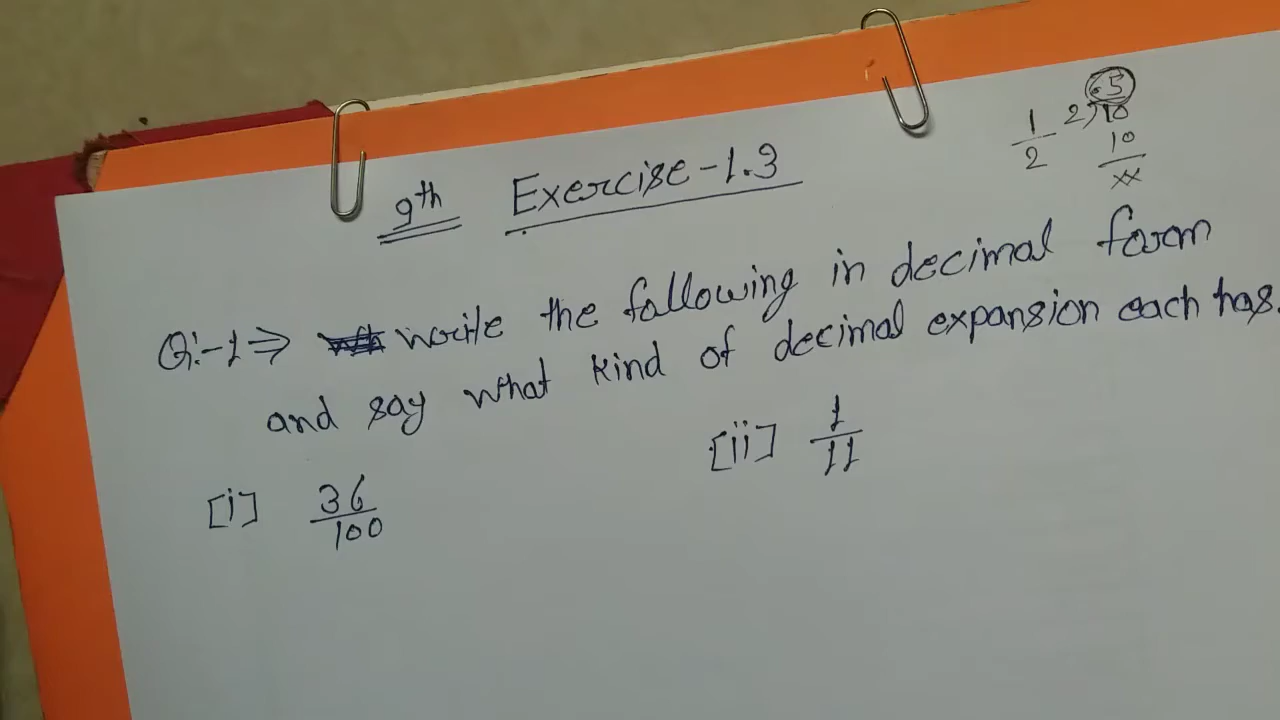 9th Exercise-1.3
1/2 2)10 .5
10
xx
Q:-1⇒ write the following in decimal form
and say what kind of decimal expansion each has.
[i] 36/100 [ii] 1/11